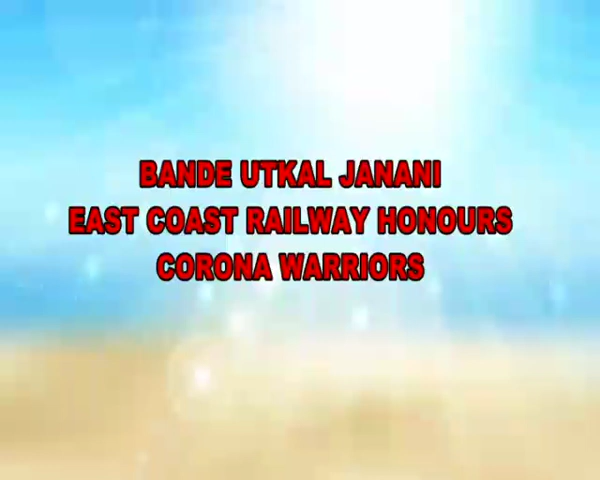 BANDE UTKAL JANANI
EAST COAST RAILWAY HONOURS
CORONA WARRIORS